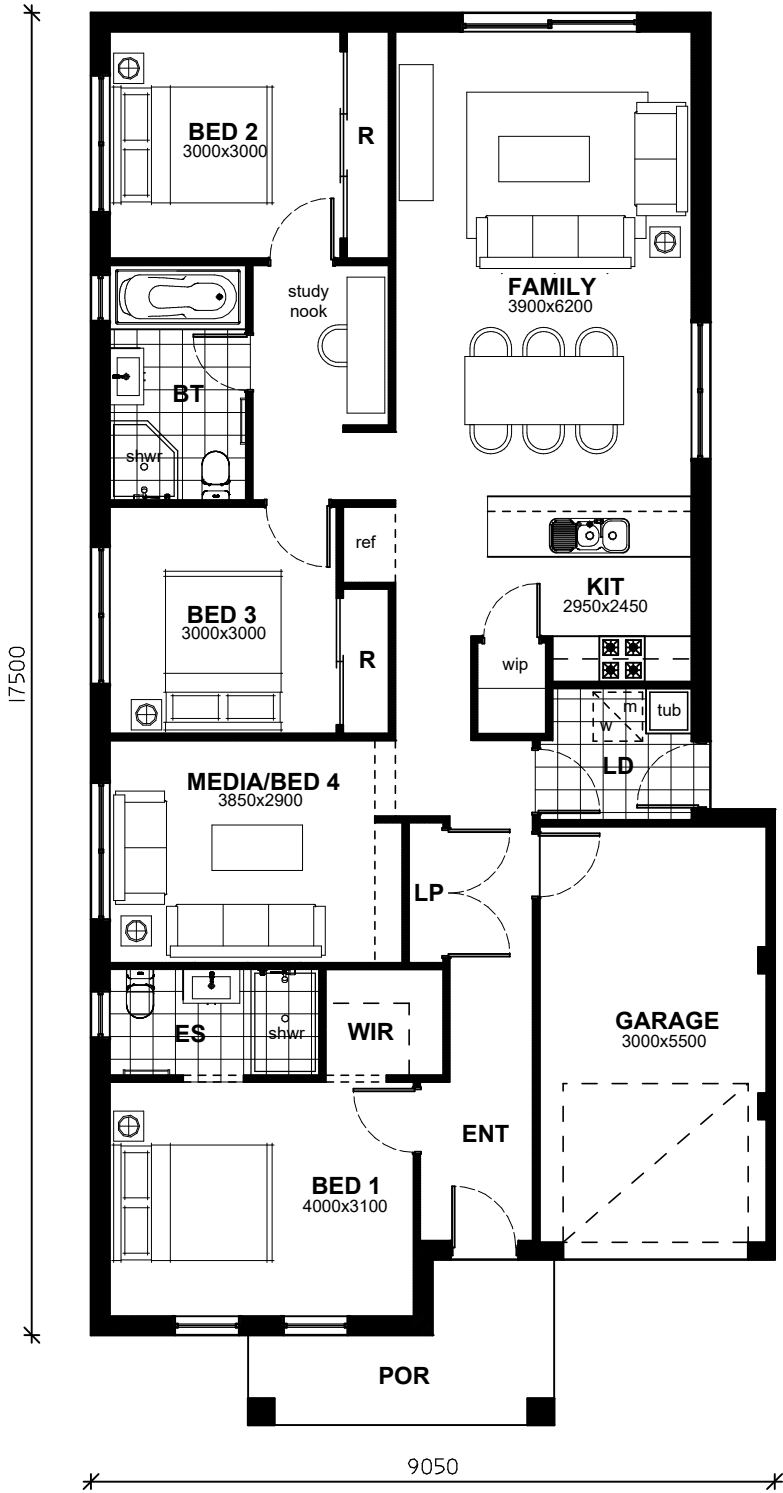 BED 2
3000x3000
R
FAMILY
3900x6200
study
nook
BT
shwr
ref
KIT
2950x2450
BED 3
3000x3000
R
wip
m
w
tub
LD
MEDIA/BED 4
3850x2900
LP
ES
shwr
WIR
GARAGE
3000x5500
ENT
BED 1
4000x3100
POR
17500
9050